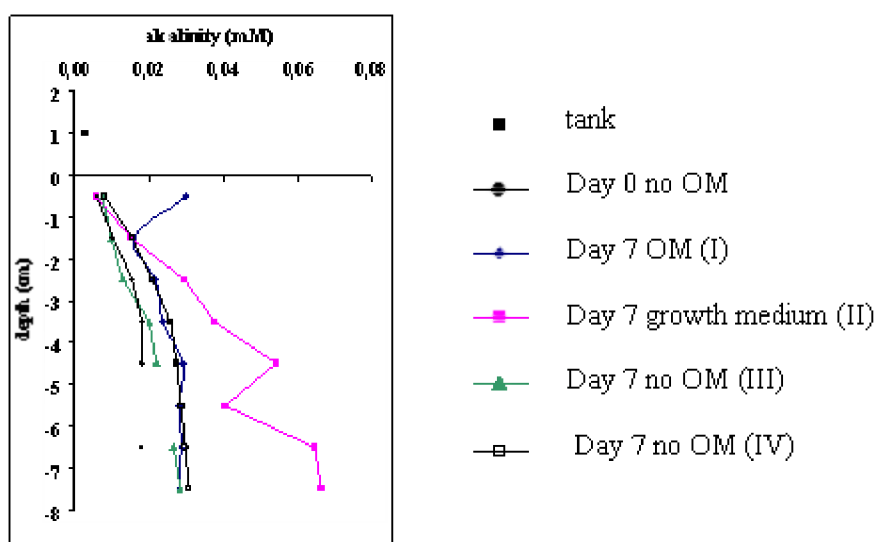 alkalinity (mM)
0,00 0,02 0,04 0,06 0,08
2
1
0
-1
-2
-3
-4
-5
-6
-7
-8
depth (cm)
tank
Day 0 no OM
Day 7 OM (I)
Day 7 growth medium (II)
Day 7 no OM (III)
Day 7 no OM (IV)